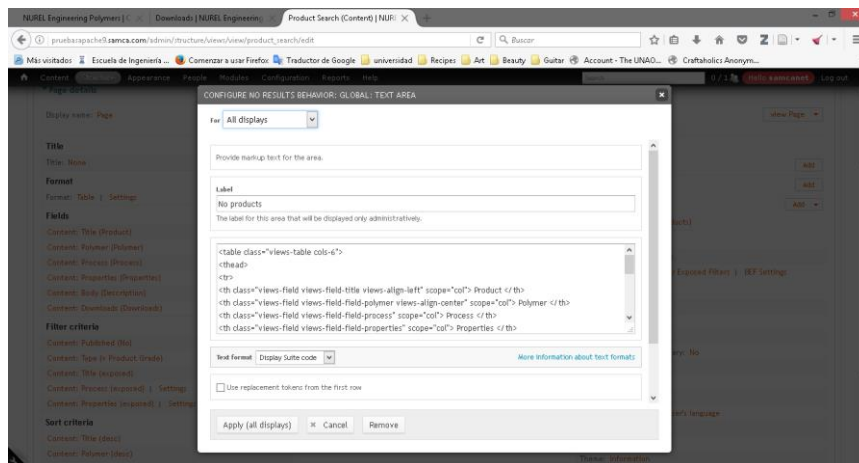 NUREL Engineering Polymers | C
Downloads | NUREL Engineering
Product Search (Content) | NURE
pruebasapache9.samca.com/admin/structure/views/view/product_search/edit
Buscar
Más visitados Escuela de Ingeniería ... Comenzar a usar Firefox Traductor de Google universidad Recipes Art Beauty Guitar Account - The UNAO... Craftaholics Anonym...
Content Structure Appearance People Modules Configuration Reports Help
Hello samcanet Log out
Page details
Display name: Page
view Page
Title
Title: None
Add
Format
Format: Table | Settings
Add
Add
Fields
Content: Title (Product)
Content: Polymer (Polymer)
Content: Process (Process)
Content: Properties (Properties)
Exposed Filters | BEF Settings
Content: Body (Description)
Content: Downloads (Downloads)
Filter criteria
Content: Published (No)
Content: Type (= Product Grade)
Content: Title (exposed)
Content: Process (exposed) | Settings
Content: Properties (exposed) | Settings
Sort criteria
Content: Title (desc)
Content: Polymer (desc)
user's language
Theme: Information
CONFIGURE NO RESULTS BEHAVIOR: GLOBAL: TEXT AREA
For All displays
Provide markup text for the area.
Label
No products
The label for this area that will be displayed only administratively.
<table class="views-table cols-6">
<thead>
<tr>
<th class="views-field views-field-title views-align-left" scope="col"> Product </th>
<th class="views-field views-field-field-polymer views-align-center" scope="col"> Polymer </th>
<th class="views-field views-field-field-process" scope="col"> Process </th>
<th class="views-field views-field-field-properties" scope="col"> Properties </th>
Text format Display Suite code
More information about text formats
Use replacement tokens from the first row
Apply (all displays) Cancel Remove